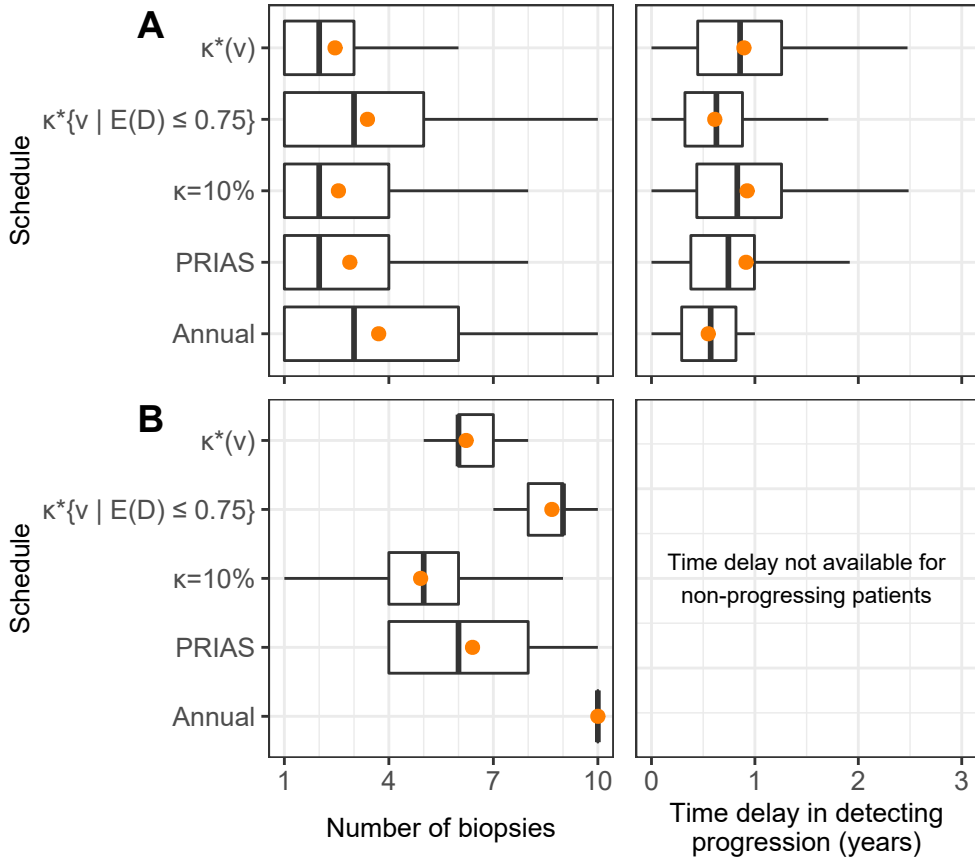 A
Schedule
κ*(v)
κ*{v | E(D) ≤ 0.75}
κ=10%
PRIAS
Annual
B
Schedule
κ*(v)
κ*{v | E(D) ≤ 0.75}
κ=10%
PRIAS
Annual
Time delay not available for
non-progressing patients
1 4 7 10
0 1 2 3
Number of biopsies
Time delay in detecting
progression (years)